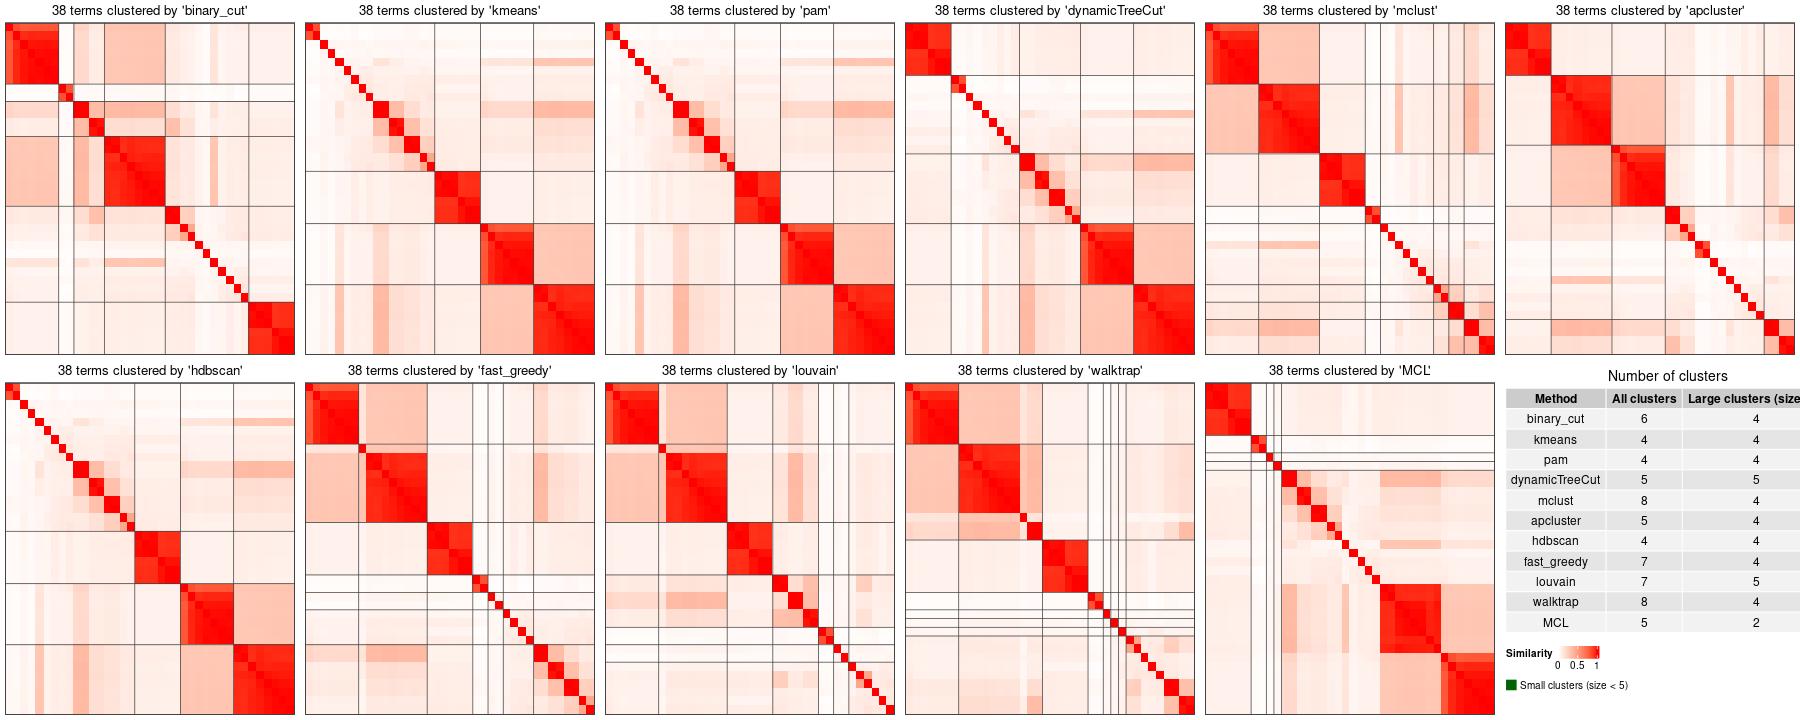 38 terms clustered by 'binary_cut'
38 terms clustered by 'kmeans'
38 terms clustered by 'pam'
38 terms clustered by 'dynamicTreeCut'
38 terms clustered by 'mclust'
38 terms clustered by 'apcluster'
38 terms clustered by 'hdbscan'
38 terms clustered by 'fast_greedy'
38 terms clustered by 'louvain'
38 terms clustered by 'walktrap'
38 terms clustered by 'MCL'
Number of clusters
Method All clusters Large clusters (size
binary_cut 6 4
kmeans 4 4
pam 4 4
dynamicTreeCut 5 5
mclust 8 4
apcluster 5 4
hdbscan 4 4
fast_greedy 7 4
louvain 7 5
walktrap 8 4
MCL 5 2
Similarity
0 0.5 1
Small clusters (size < 5)